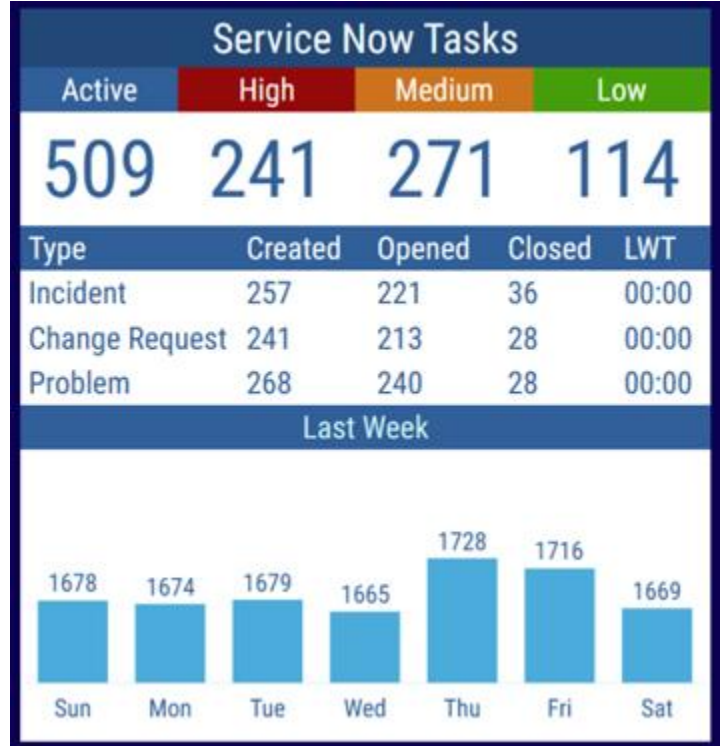 Service Now Tasks
Active High Medium Low
509 241 271 114
Type Created Opened Closed LWT
Incident 257 221 36 00:00
Change Request 241 213 28 00:00
Problem 268 240 28 00:00
Last Week
1678 1674 1679 1665 1728 1716 1669
Sun Mon Tue Wed Thu Fri Sat